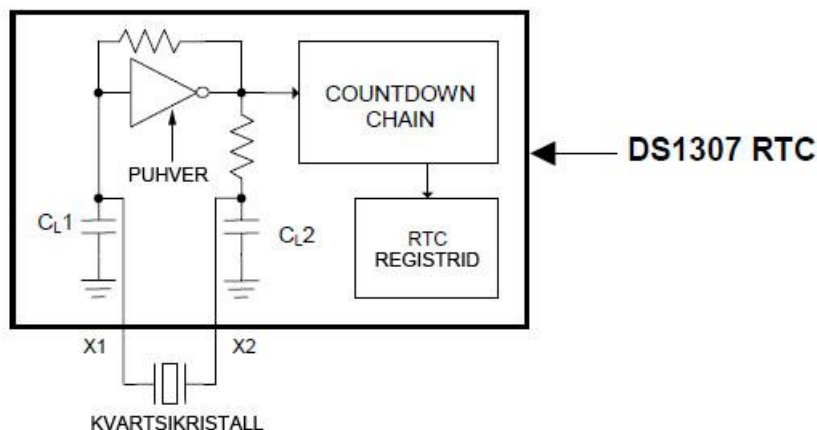 COUNTDOWN
CHAIN
DS1307 RTC
PUHVER
CL1
CL2
RTC
REGISTRID
X1
X2
KVARTSIKRISTALL